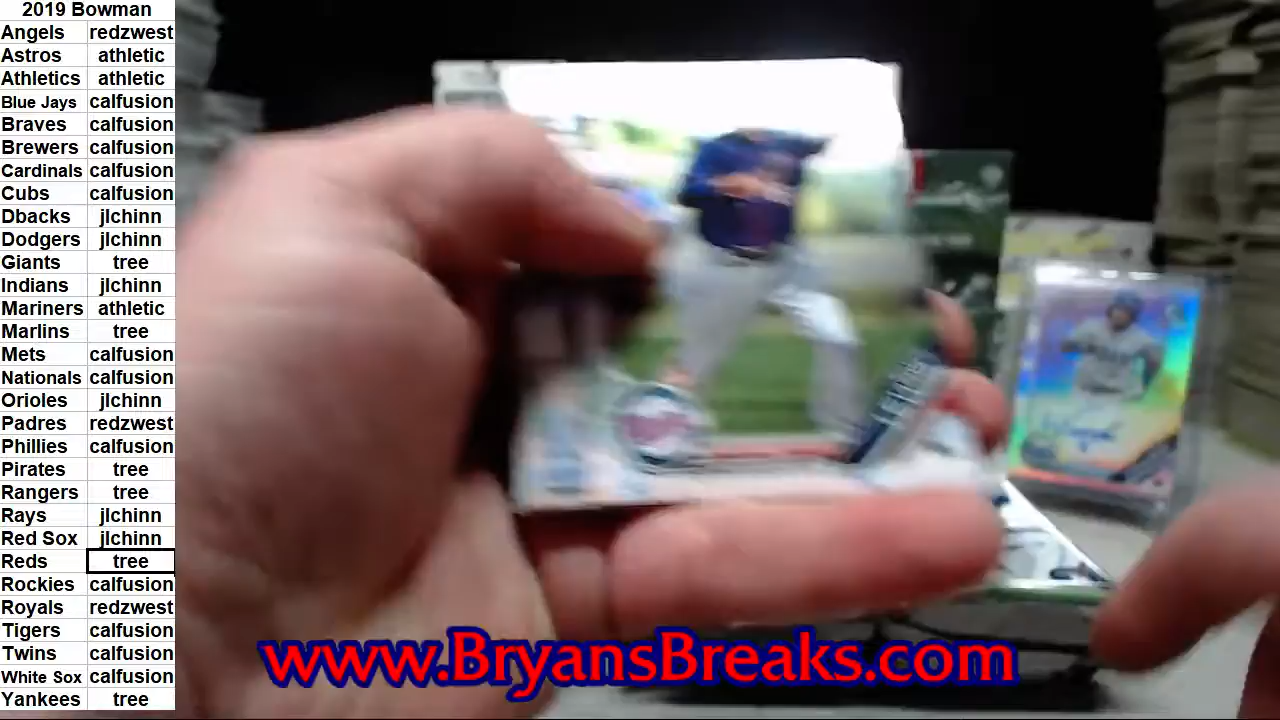 2019 Bowman
Angels redzwest
Astros athletic
Athletics athletic
Blue Jays calfusion
Braves calfusion
Brewers calfusion
Cardinals calfusion
Cubs calfusion
Dbacks jlchinn
Dodgers jlchinn
Giants tree
Indians jlchinn
Mariners athletic
Marlins tree
Mets calfusion
Nationals calfusion
Orioles jlchinn
Padres redzwest
Phillies calfusion
Pirates tree
Rangers tree
Rays jlchinn
Red Sox jlchinn
Reds tree
Rockies calfusion
Royals redzwest
Tigers calfusion
Twins calfusion
White Sox calfusion
Yankees tree
www.BryansBreaks.com